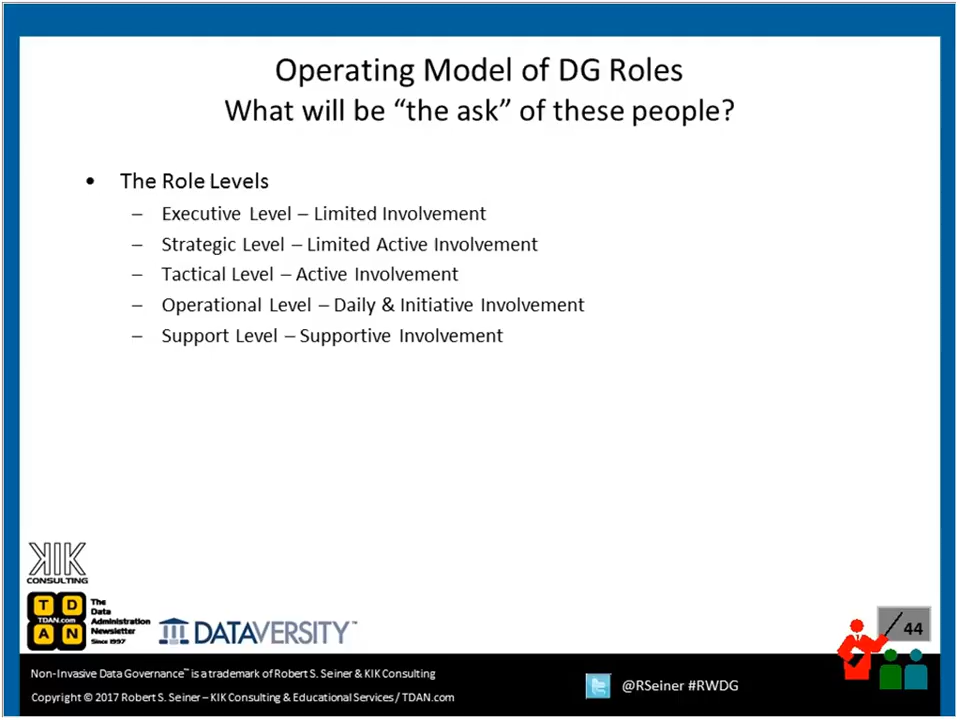 Operating Model of DG Roles
What will be “the ask” of these people?
• The Role Levels
– Executive Level – Limited Involvement
– Strategic Level – Limited Active Involvement
– Tactical Level – Active Involvement
– Operational Level – Daily & Initiative Involvement
– Support Level – Supportive Involvement
KIK
CONSULTING
T D
TDAN.com
A N
The
Data
Administration
Newsletter
Since 1997
DATAVERSITY™
/ 44
Non-Invasive Data Governance™ is a trademark of Robert S. Seiner & KIK Consulting
Copyright © 2017 Robert S. Seiner – KIK Consulting & Educational Services / TDAN.com
@RSeiner #RWDG